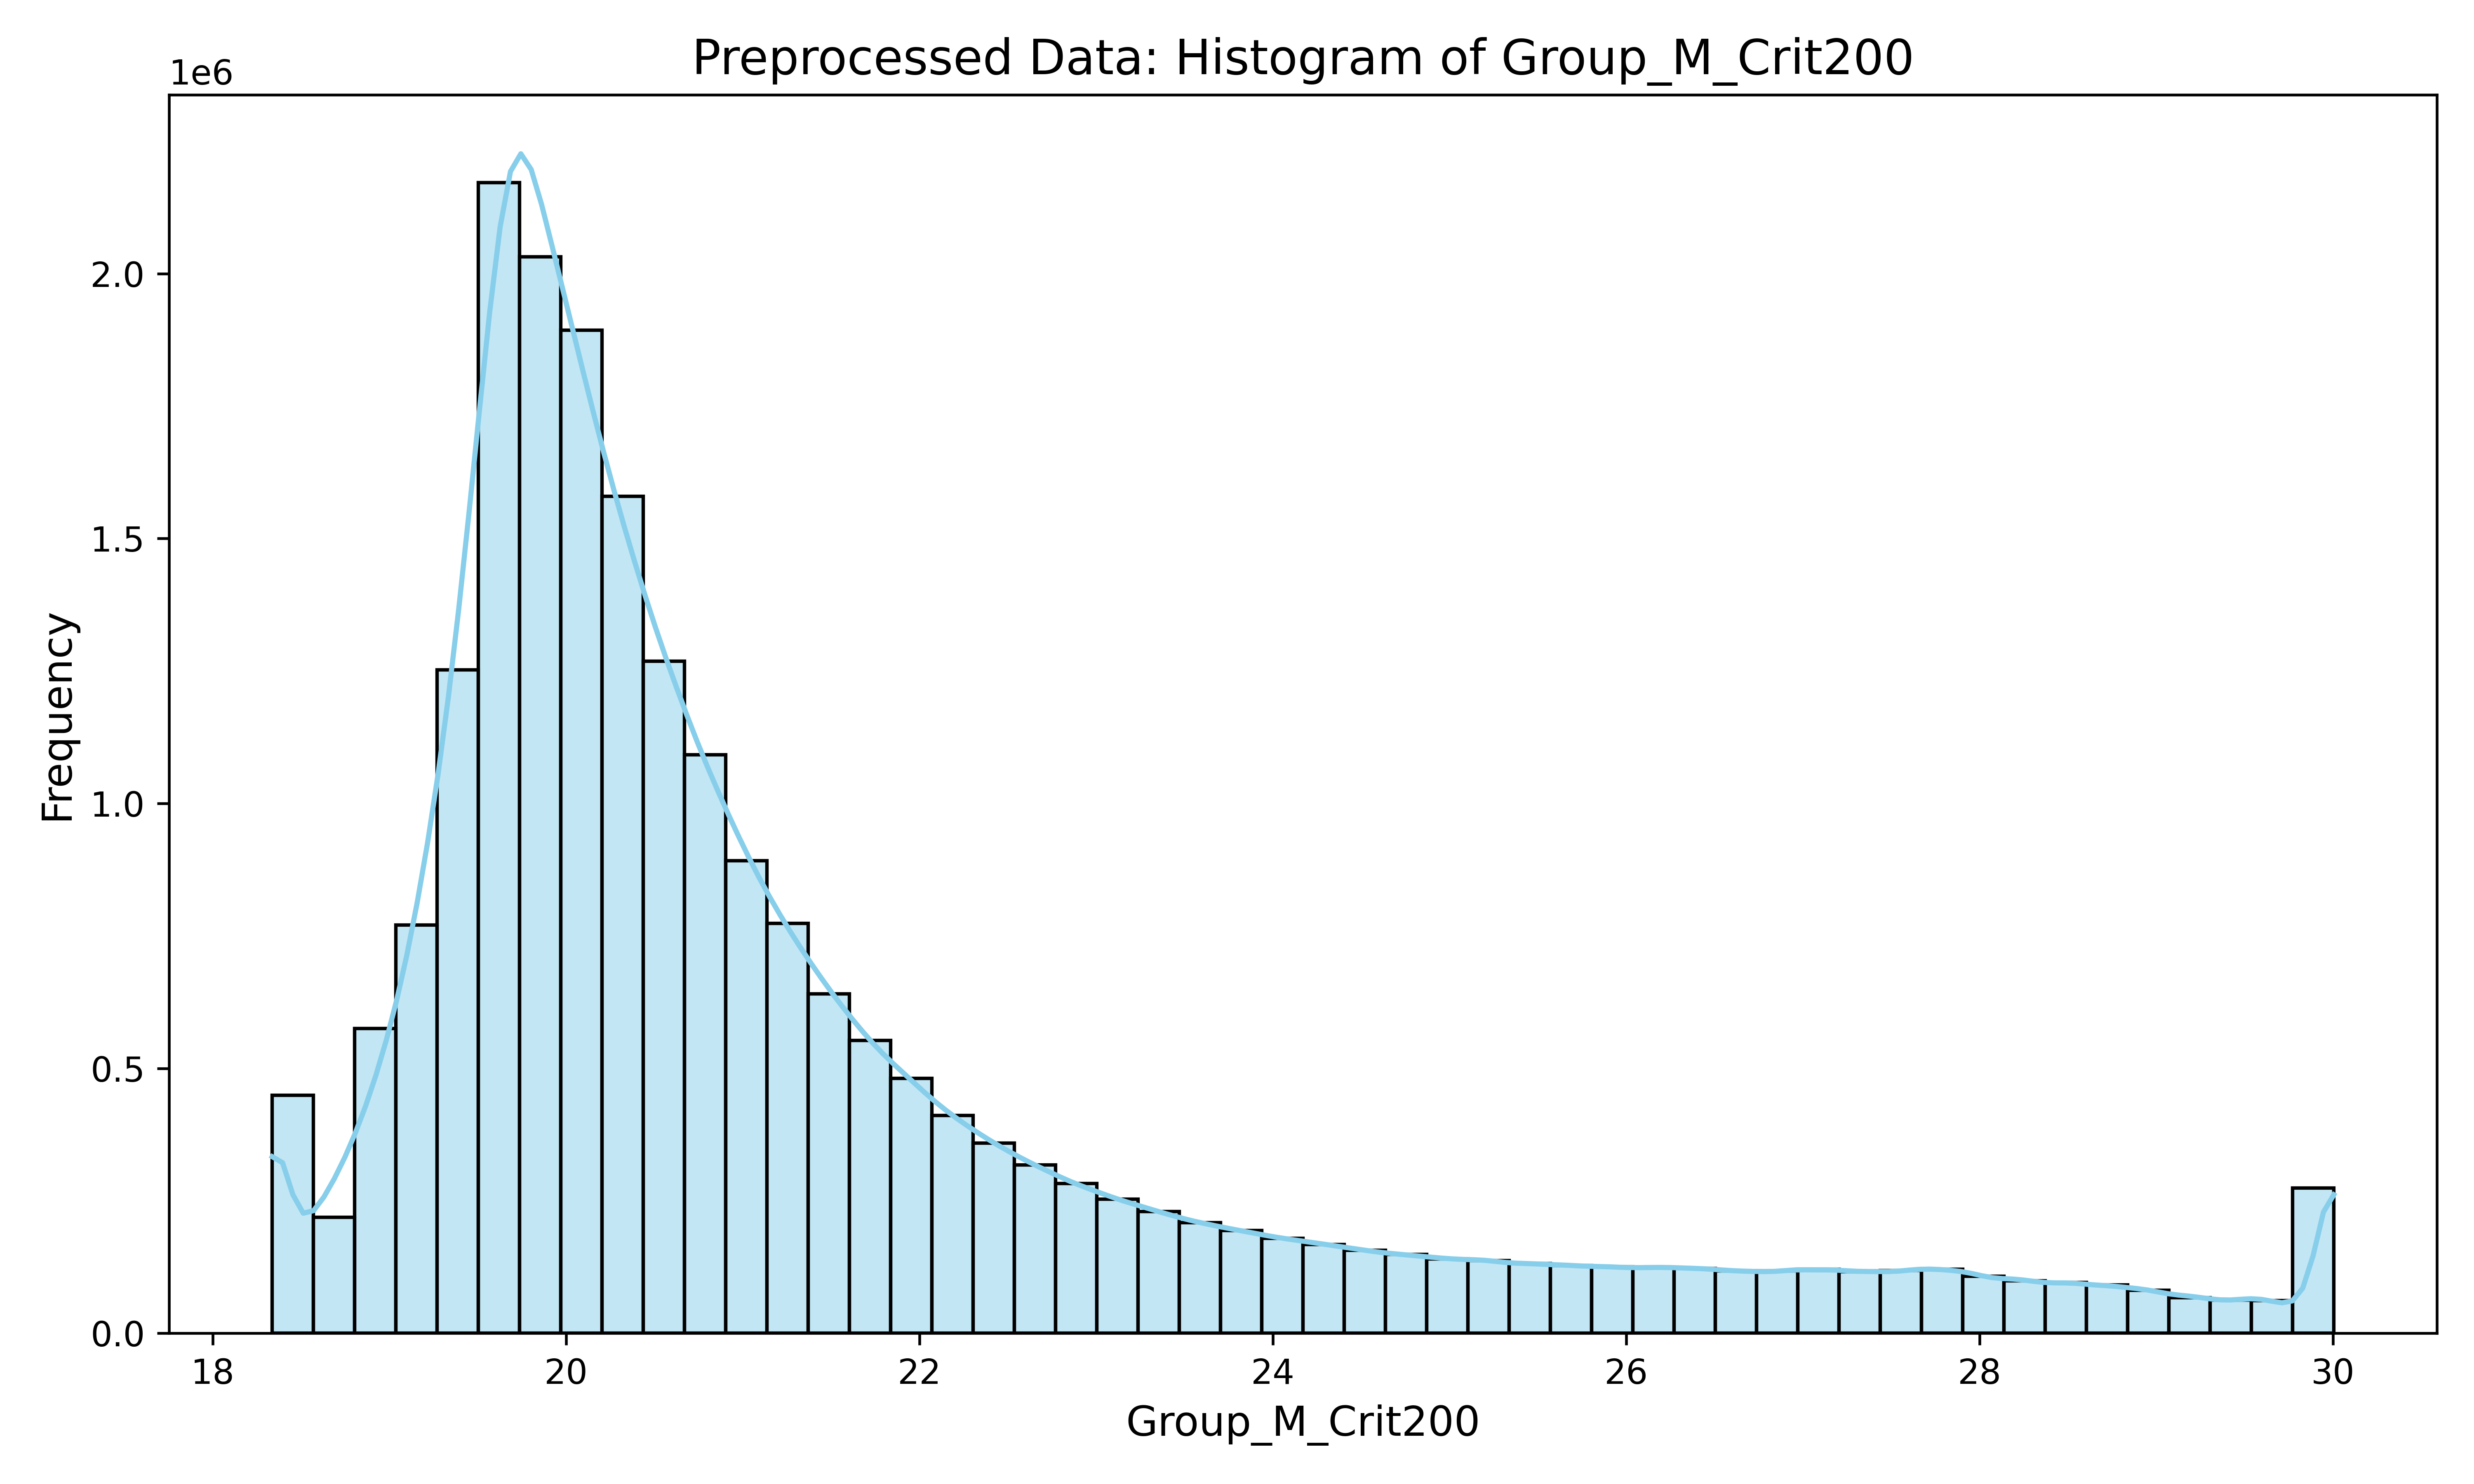 Preprocessed Data: Histogram of Group_M_Crit200
1e6
2.0
1.5
1.0
0.5
0.0
Frequency
18 20 22 24 26 28 30
Group_M_Crit200